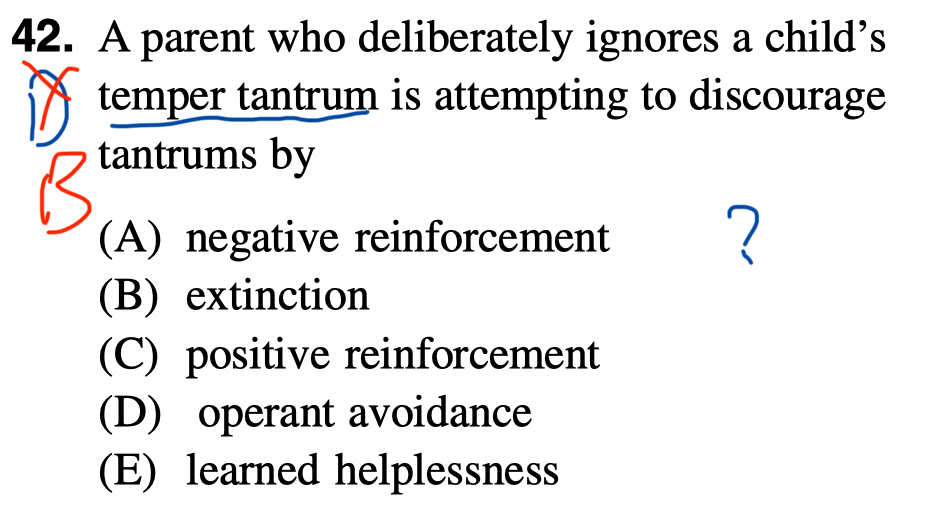 42. A parent who deliberately ignores a child's
D temper tantrum is attempting to discourage
B tantrums by
(A) negative reinforcement ?
(B) extinction
(C) positive reinforcement
(D) operant avoidance
(E) learned helplessness